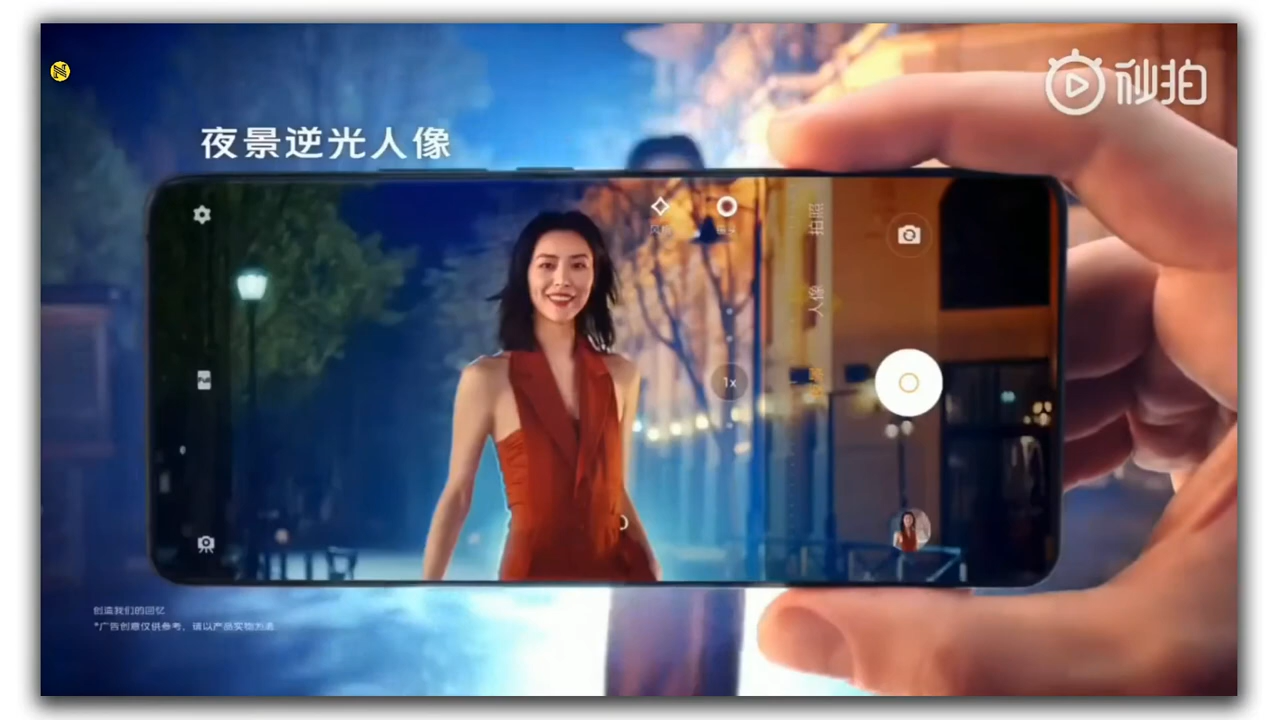 秒拍
夜景逆光人像
拍照
人像
1x
创造我们的回忆
*广告创意仅供参考，请以产品实物为准